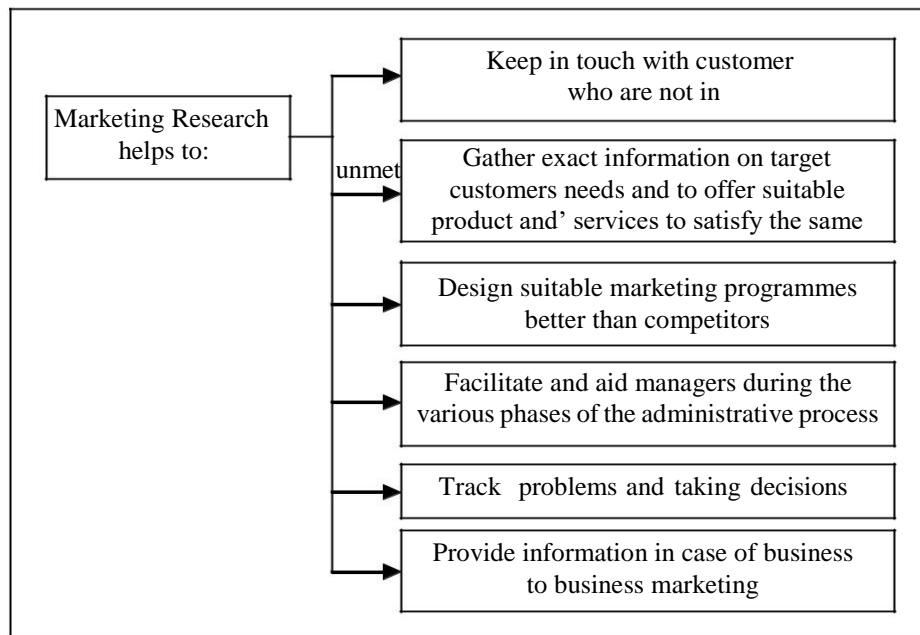 Marketing Research
helps to:
Keep in touch with customer
who are not in
unmet
Gather exact information on target
customers needs and to offer suitable
product and’ services to satisfy the same
Design suitable marketing programmes
better than competitors
Facilitate and aid managers during the
various phases of the administrative process
Track problems and taking decisions
Provide information in case of business
to business marketing